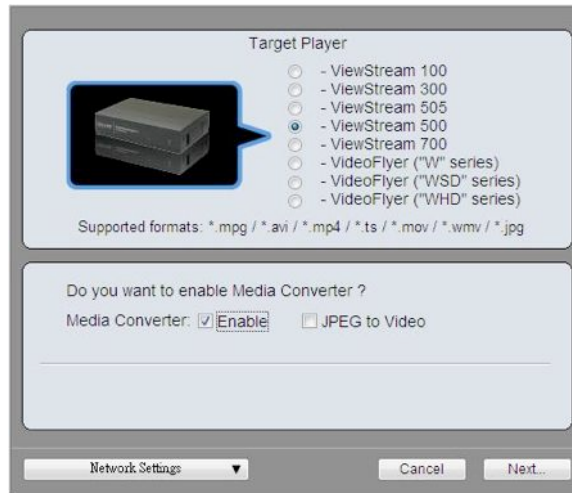 Target Player
- ViewStream 100
- ViewStream 300
- ViewStream 505
- ViewStream 500
- ViewStream 700
- VideoFlyer ("W" series)
- VideoFlyer ("WSD" series)
- VideoFlyer ("WHD" series)
Supported formats: *.mpg / *.avi / *.mp4 / *.ts / *.mov / *.wmv / *.jpg
Do you want to enable Media Converter ?
Media Converter: Enable JPEG to Video
Network Settings Cancel Next...